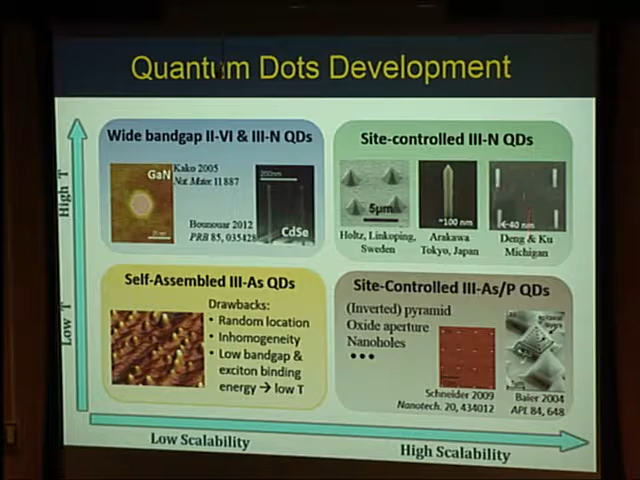 Quantum Dots Development
High T
Low T
Wide bandgap II-VI & III-N QDs
GaN
Kako 2005
Nat. Mater. 11 887
200nm
Bounouar 2012
PRB 85, 035428
CdSe
Site-controlled III-N QDs
5μm
~100 nm
~40 nm
Holtz, Linkoping,
Sweden
Arakawa
Tokyo, Japan
Deng & Ku
Michigan
Self-Assembled III-As QDs
Drawbacks:
• Random location
• Inhomogeneity
• Low bandgap &
exciton binding
energy → low T
Site-Controlled III-As/P QDs
(Inverted) pyramid
Oxide aperture
Nanoholes
•••
Schneider 2009
Nanotech. 20, 434012
Baier 2004
APL 84, 648
Low Scalability
High Scalability